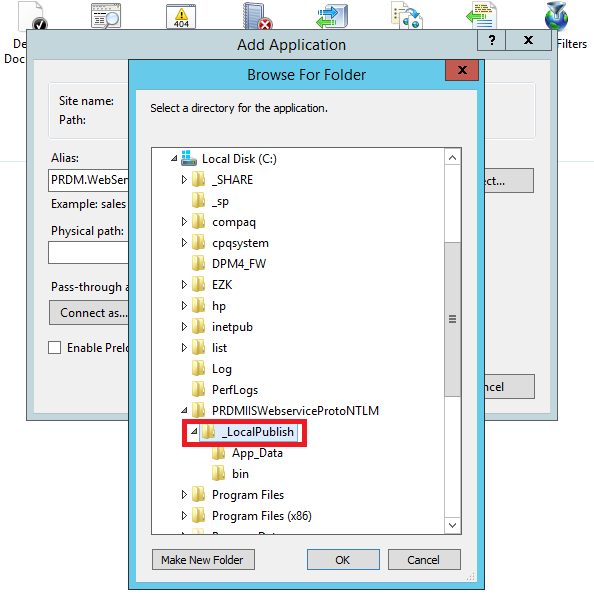 404
De
Doc
Filters
Add Application
?
x
Browse For Folder
x
Select a directory for the application.
Site name:
Path:
Alias:
PRDM.WebSer
ct...
Example: sales
Physical path:
Pass-through a
Connect as...
Enable Prelo
ncel
Local Disk (C:)
_SHARE
_sp
compaq
cpqsystem
DPM4_FW
EZK
hp
inetpub
list
Log
PerfLogs
PRDMIISWebserviceProtoNTLM
_LocalPublish
App_Data
bin
Program Files
Program Files (x86)
Make New Folder
OK
Cancel